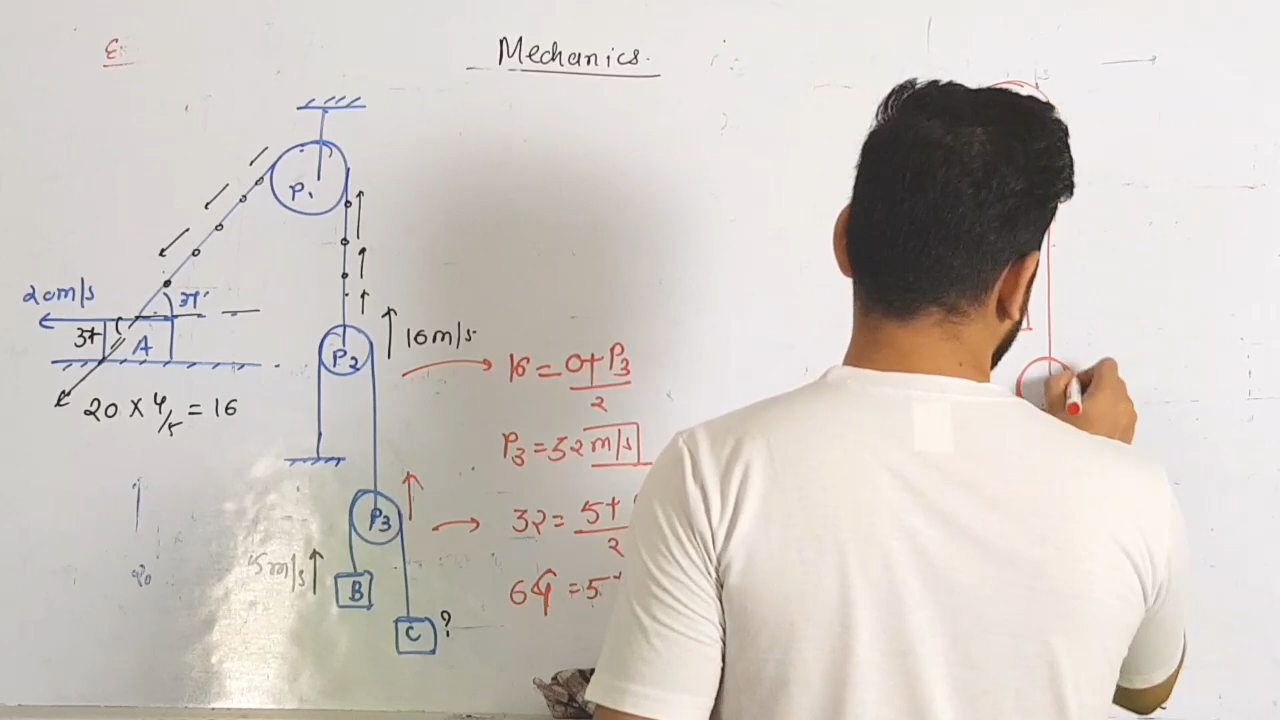 Mechanics.
P₁
20m/s
37°
37
A
20 × 4/5 = 16
P₂
16m/s
16 = 0+P₃/2
P₃ = 32 m/s
P₃
32 = 5+/2
5m/s
64 = 5+
B
C ?